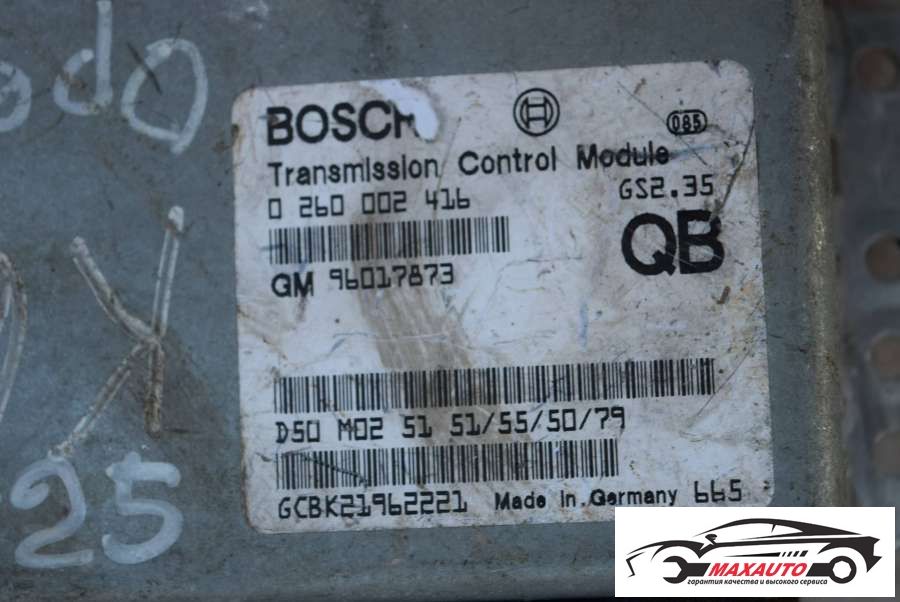 BOSCH
085
Transmission Control Module
0 260 002 416
GS2.35
QB
GM 96017873
D50 M02 51 51/55/50/79
GCBK21962221 Made in.Germany 665
25
MAXAUTO
гарантия качества и высокого сервиса